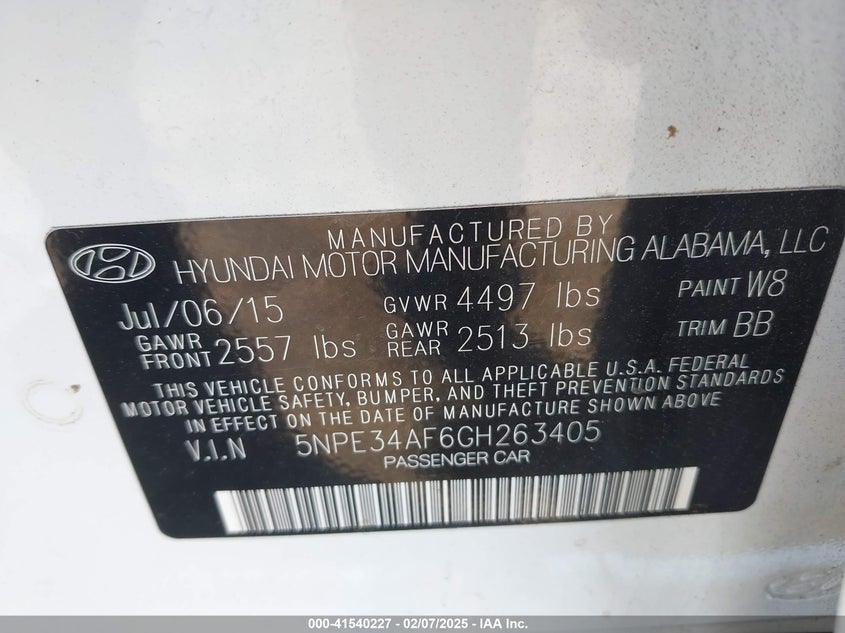 MANUFACTURED BY
HYUNDAI MOTOR MANUFACTURING ALABAMA, LLC
Jul/06/15 GVWR 4497 lbs PAINT W8
GAWR FRONT 2557 lbs GAWR REAR 2513 lbs TRIM BB
THIS VEHICLE CONFORMS TO ALL APPLICABLE U.S.A. FEDERAL
MOTOR VEHICLE SAFETY, BUMPER, AND THEFT PREVENTION STANDARDS
IN EFFECT ON THE DATE OF MANUFACTURE SHOWN ABOVE
V.I.N 5NPE34AF6GH263405
PASSENGER CAR
000-41540227 - 02/07/2025 - IAA Inc.